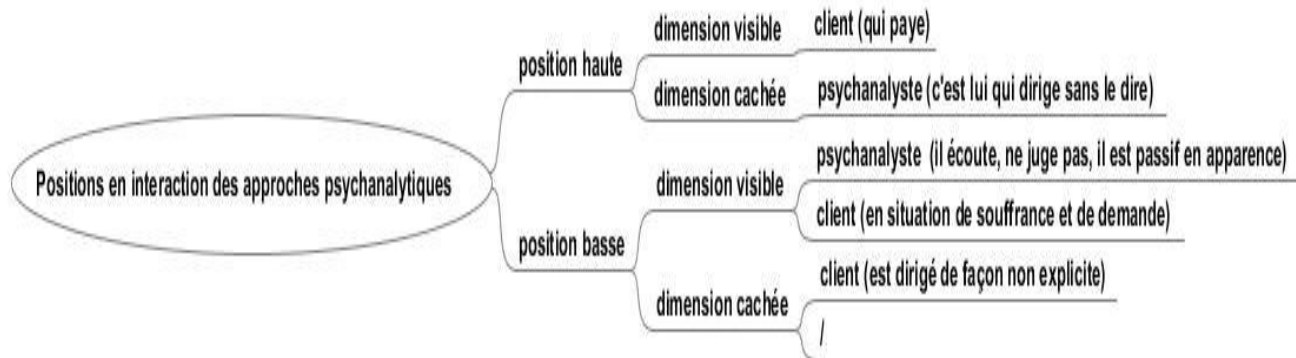 Positions en interaction des approches psychanalytiques
position haute
dimension visible
client (qui paye)
dimension cachée
psychanalyste (c'est lui qui dirige sans le dire)
position basse
dimension visible
psychanalyste (il écoute, ne juge pas, il est passif en apparence)
client (en situation de souffrance et de demande)
dimension cachée
client (est dirigé de façon non explicite)
/